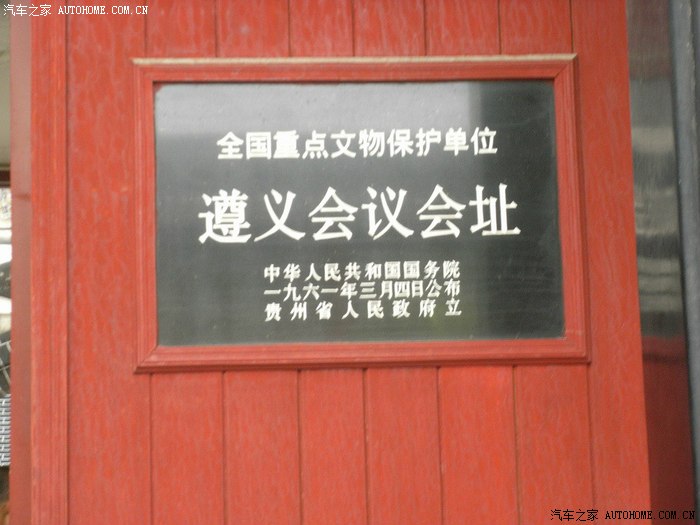 汽车之家 AUTOHOME.COM.CN
全国重点文物保护单位
遵义会议会址
中华人民共和国国务院
一九六一年三月四日公布
贵州省人民政府立
汽车之家 AUTOHOME.COM.CN